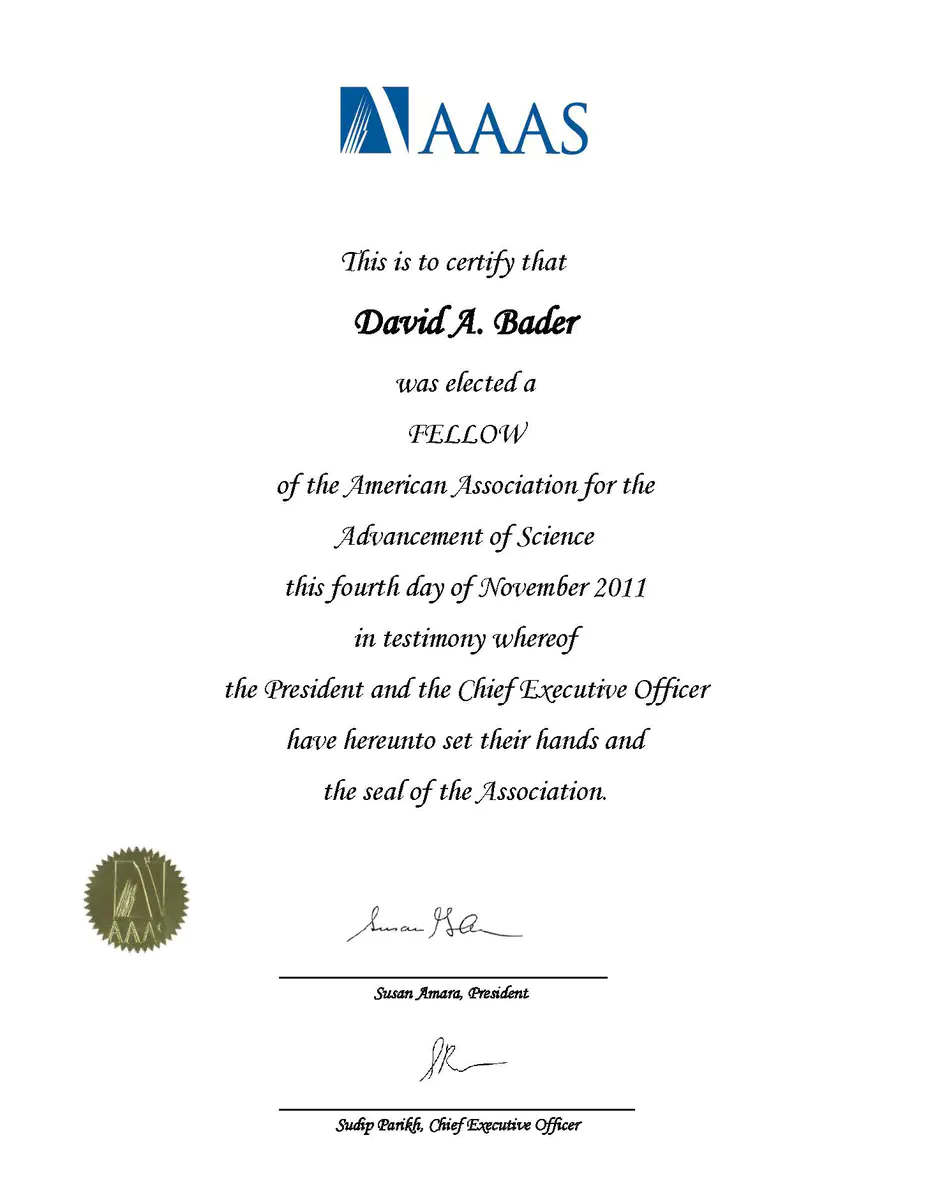 AAAS
This is to certify that
David A. Bader
was elected a
FELLOW
of the American Association for the
Advancement of Science
this fourth day of November 2011
in testimony whereof
the President and the Chief Executive Officer
have hereunto set their hands and
the seal of the Association.
AAAS
Susan Amara, President
Sudip Parikh, Chief Executive Officer